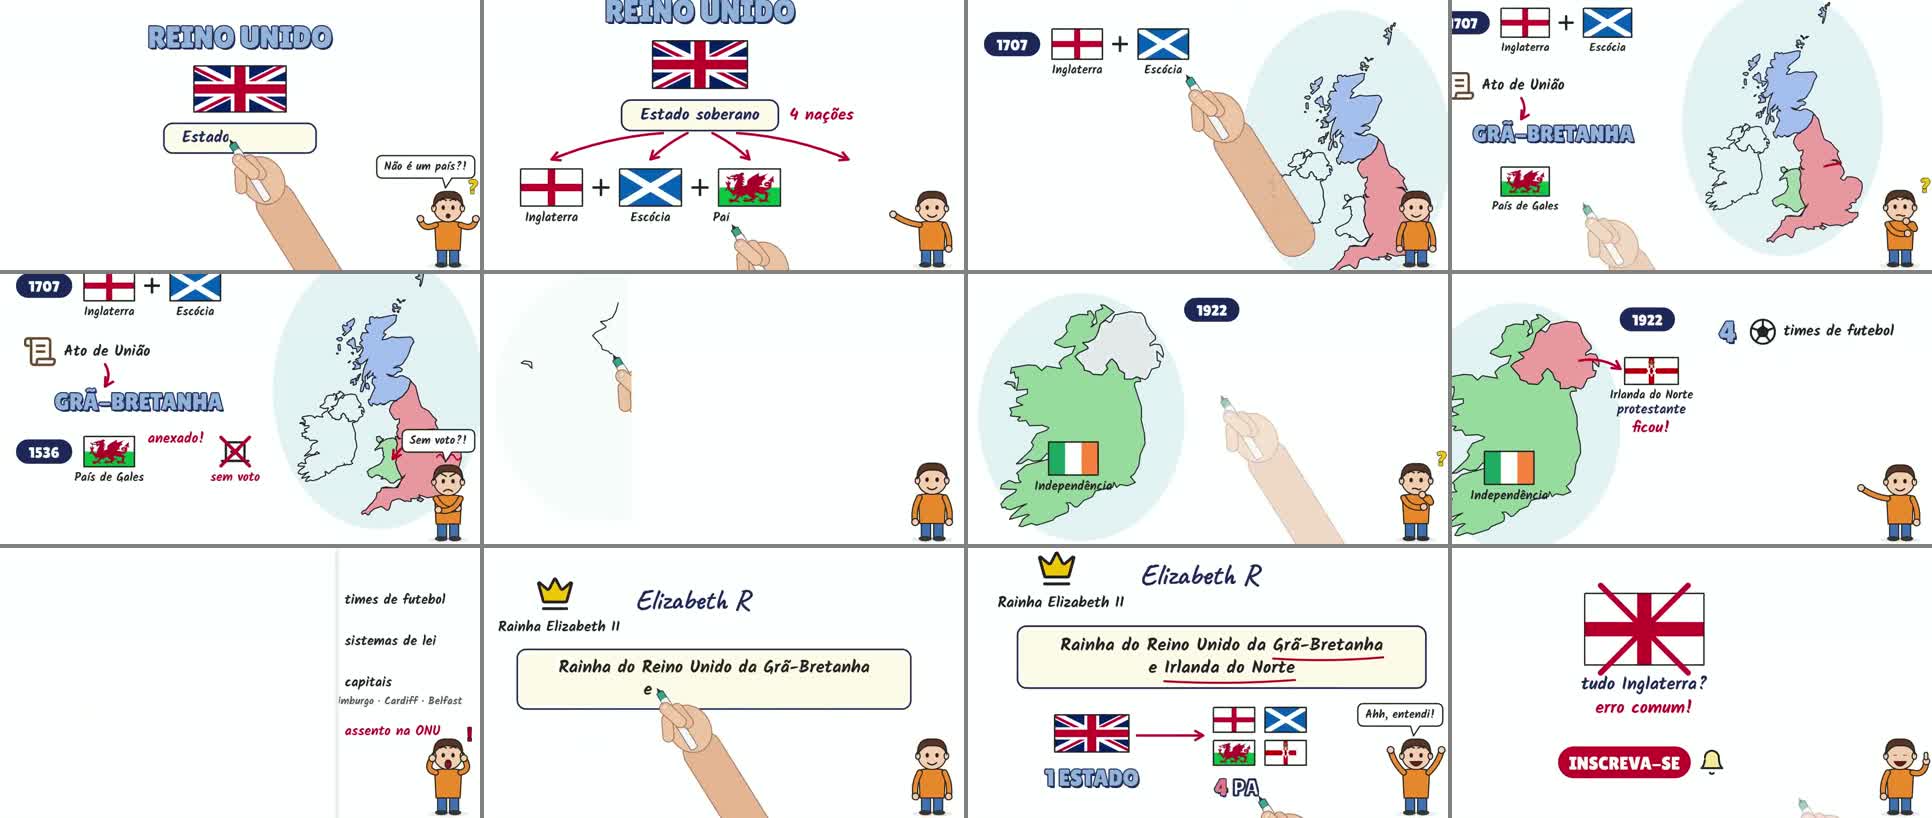 REINO UNIDO
Estado
Não é um país?!
?
REINO UNIDO
Estado soberano
4 nações
+
+
Inglaterra
Escócia
Paí
1707
+
Inglaterra
Escócia
1707
+
Inglaterra
Escócia
Ato de União
GRÃ-BRETANHA
País de Gales
?
1707
+
Inglaterra
Escócia
Ato de União
GRÃ-BRETANHA
1536
anexado!
País de Gales
sem voto
Sem voto?!
1922
Independência
?
1922
4
times de futebol
Irlanda do Norte
protestante
ficou!
Independência
times de futebol
sistemas de lei
capitais
imburgo · Cardiff · Belfast
assento na ONU
!
Elizabeth R
Rainha Elizabeth II
Rainha do Reino Unido da Grã-Bretanha
e
Elizabeth R
Rainha Elizabeth II
Rainha do Reino Unido da Grã-Bretanha
e Irlanda do Norte
Ahh, entendi!
1 ESTADO
4 PA
tudo Inglaterra?
erro comum!
INSCREVA-SE